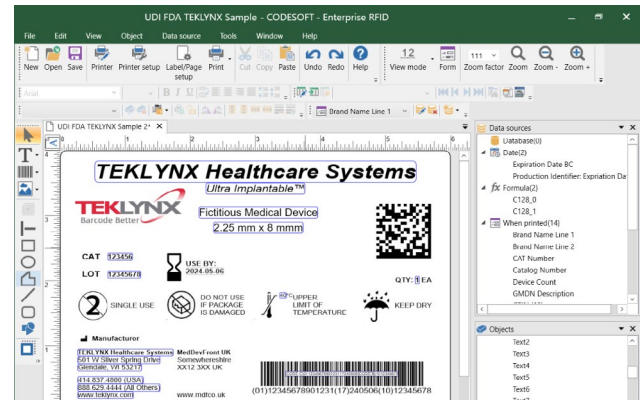 UDI FDA TEKLYNX Sample - CODESOFT - Enterprise RFID
File Edit View Object Data source Tools Window Help
New Open Save Printer Printer setup Label/Page setup Print Cut Copy Paste Undo Redo Help
12 View mode Form 111 Zoom factor Zoom Zoom - Zoom +
Arial
B I U
Brand Name Line 1
UDI FDA TEKLYNX Sample 2*
TEKLYNX Healthcare Systems
Ultra Implantable™
TEKLYNX
Barcode Better
Fictitious Medical Device
2.25 mm x 8 mmm
CAT 123456
LOT 12345678
USE BY:
2024.05.06
QTY: 1 EA
2 SINGLE USE
DO NOT USE
IF PACKAGE
IS DAMAGED
UPPER
LIMIT OF
TEMPERATURE
KEEP DRY
Manufacturor
TEKLYNX Healthcare Systems
501 W Silver Spring Drive
Glendale, WI 53217
414.837.4800 (USA)
888.629.4444 (All Others)
www.teklynx.com
MedDevFront UK
Somewhereshire
XX12 3XX UK
www.mdfco.uk
(01)12345678901231(17)240506(10)12345678
Data sources
Database(0)
Date(2)
Expiration Date BC
Production Identifier: Expriation Da
fx Formula(2)
C128_0
C128_1
When printed(14)
Brand Name Line 1
Brand Name Line 2
CAT Number
Catalog Number
Device Count
GMDN Description
Objects
Text2
Text3
Text4
Text5
Text6